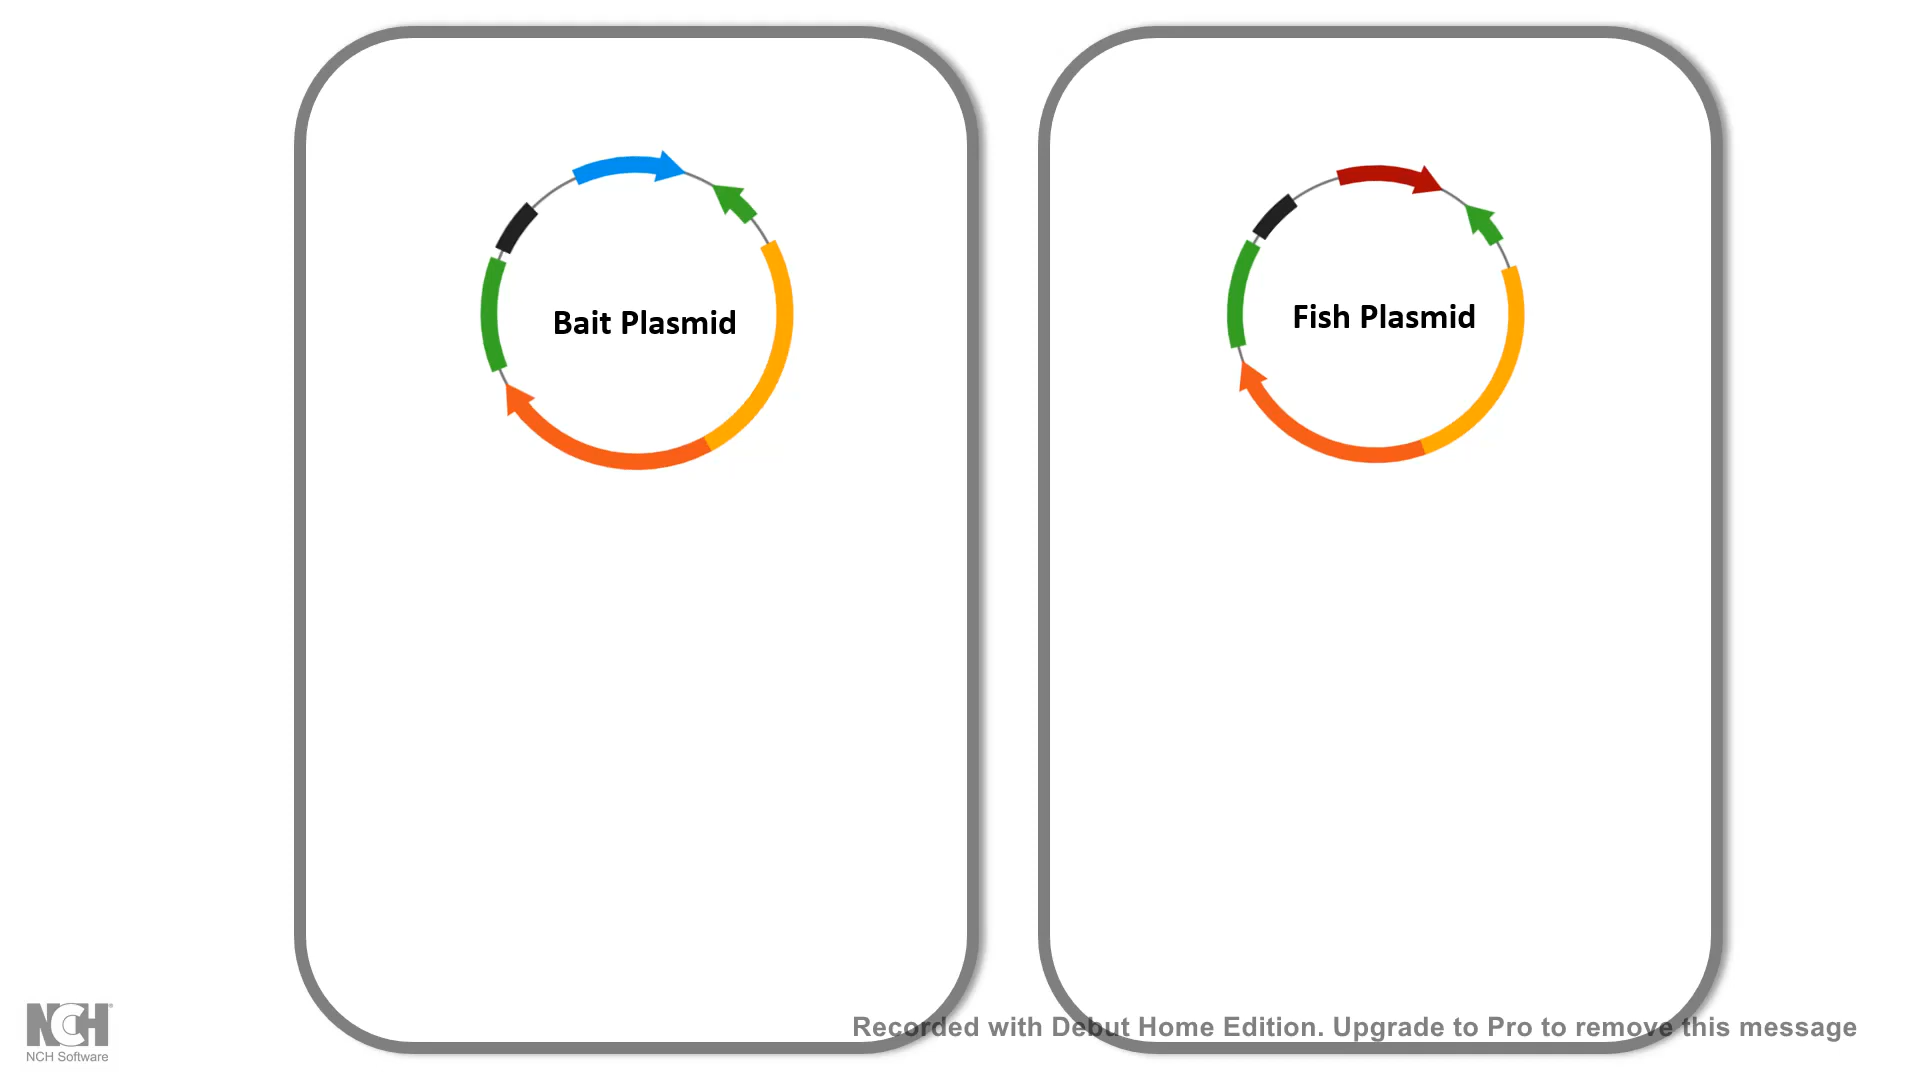 Bait Plasmid
Fish Plasmid
NCH
NCH Software
Recorded with Debut Home Edition. Upgrade to Pro to remove this message